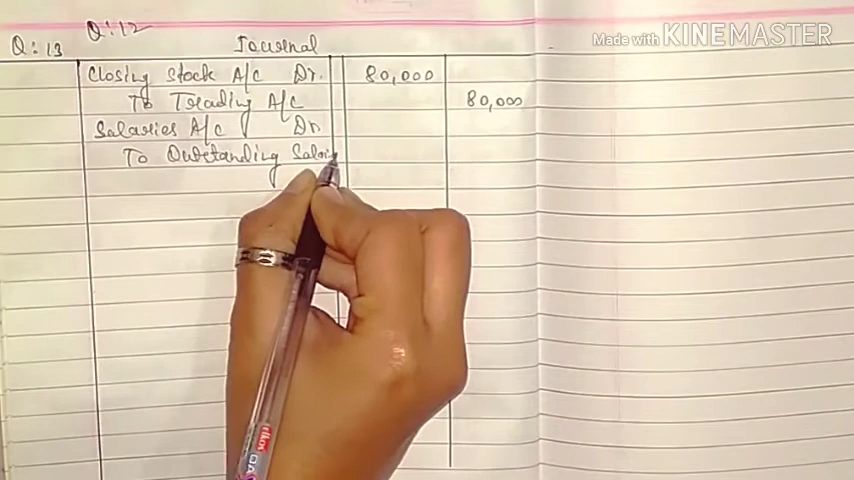 Made with KINEMASTER
Q:12
Q:13 Journal
Closing Stock A/c Dr. 80,000
To Trading A/c 80,000
Salaries A/c Dr.
To Outstanding Salari